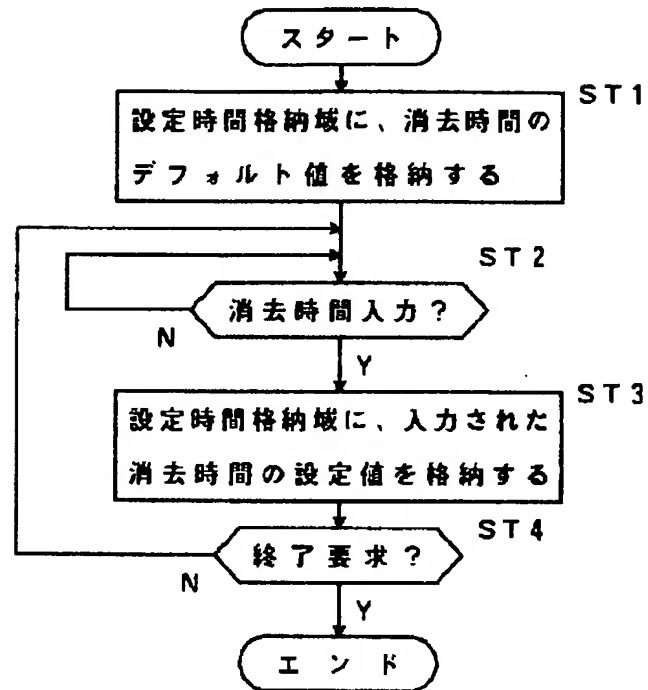 スタート
ST1
設定時間格納域に、消去時間の
デフォルト値を格納する
ST2
消去時間入力?
N
Y
ST3
設定時間格納域に、入力された
消去時間の設定値を格納する
ST4
終了要求?
N
Y
エンド